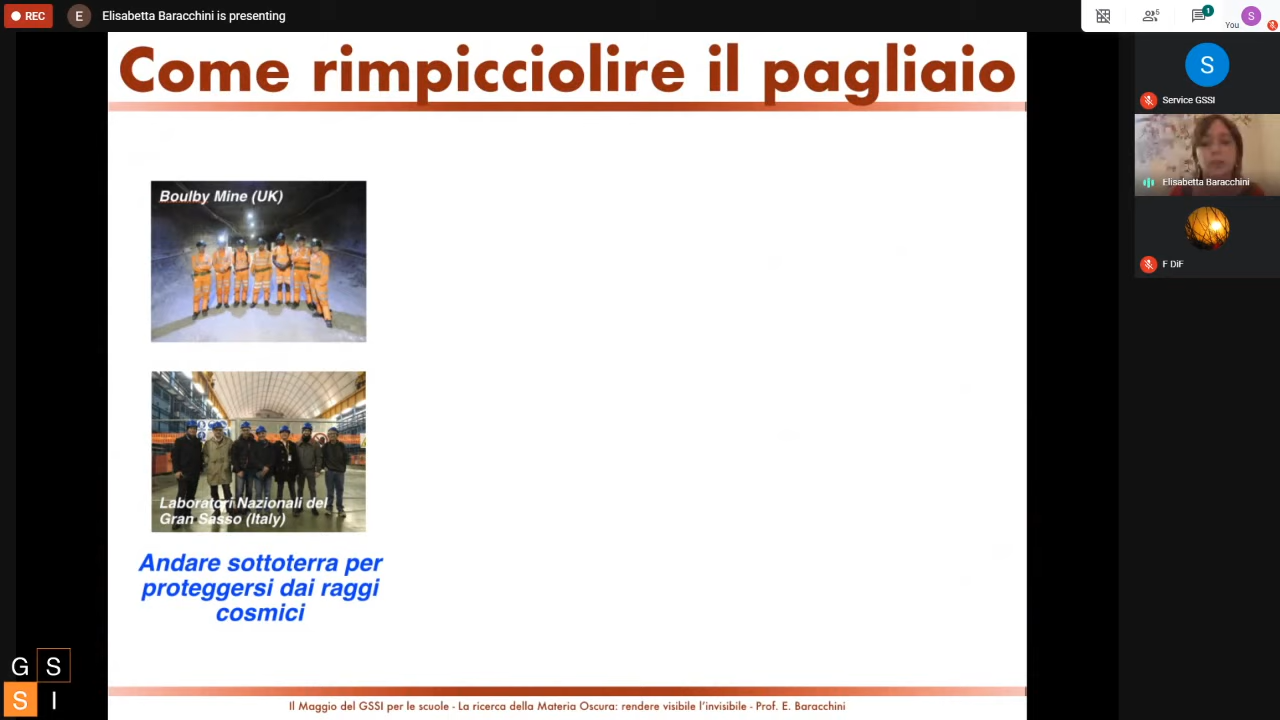 REC
E
Elisabetta Baracchini is presenting
6
1
S
You
Come rimpicciolire il pagliaio
S
Service GSSI
Elisabetta Baracchini
F DiF
Boulby Mine (UK)
Laboratori Nazionali del
Gran Sasso (Italy)
Andare sottoterra per
proteggersi dai raggi
cosmici
G S
S I
Il Maggio del GSSI per le scuole - La ricerca della Materia Oscura: rendere visibile l'invisibile - Prof. E. Baracchini